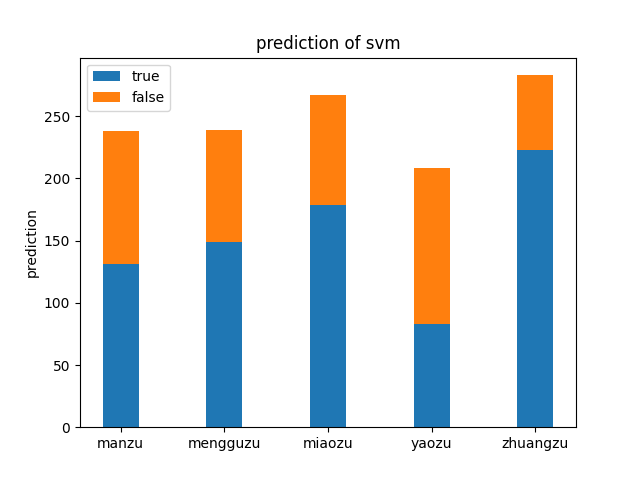 prediction of svm
true
false
prediction
250
200
150
100
50
0
manzu mengguzu miaozu yaozu zhuangzu